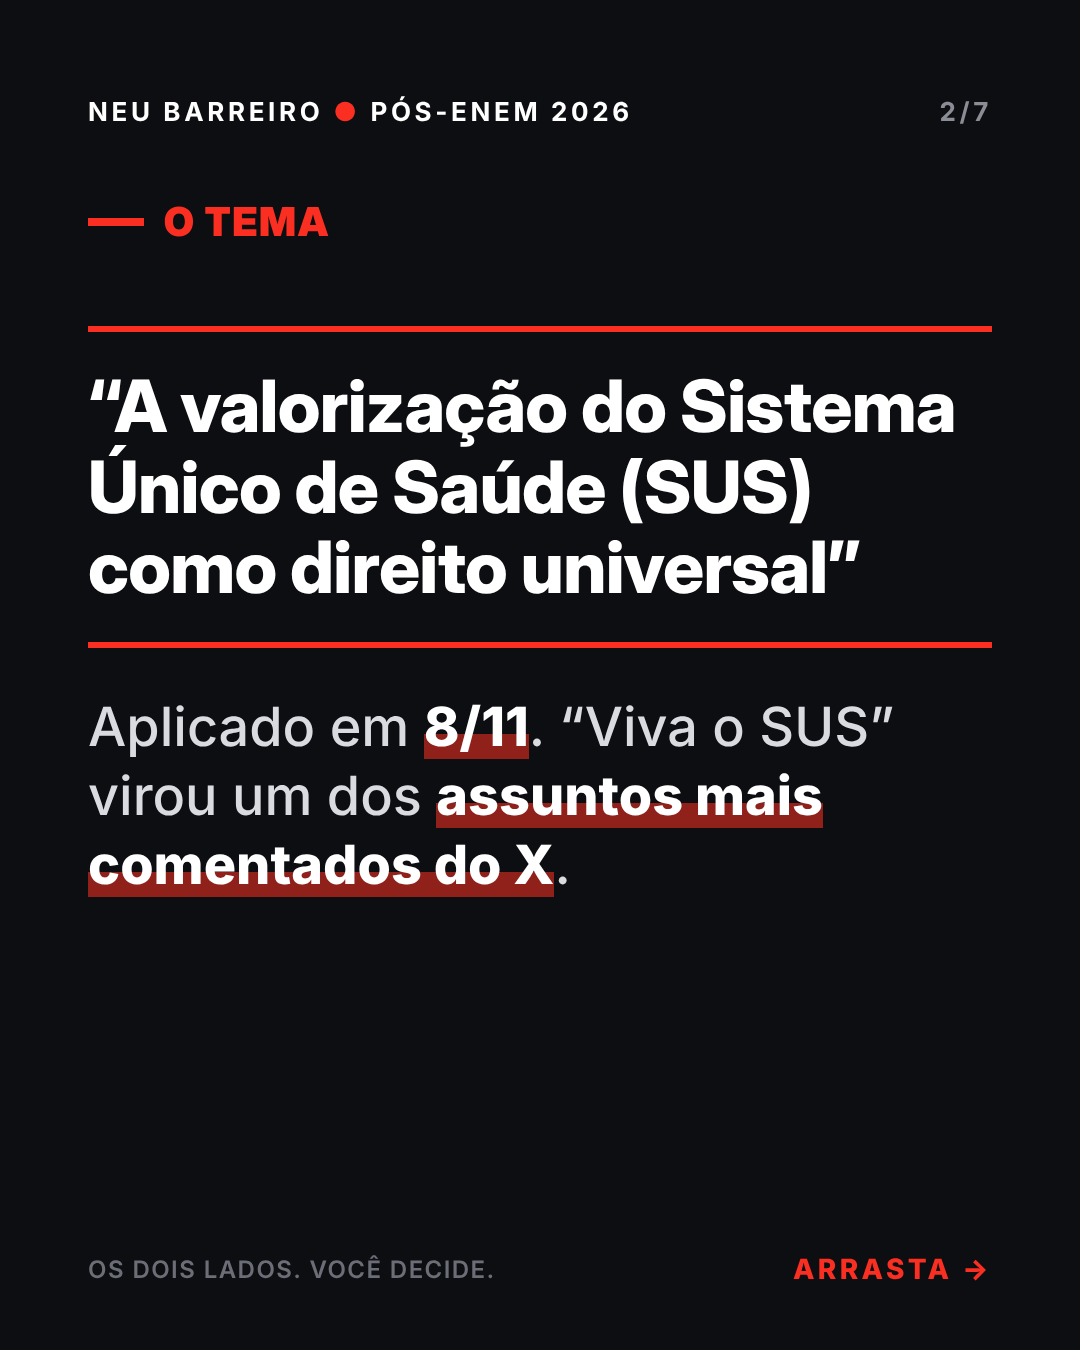 NEU BARREIRO ● PÓS-ENEM 2026
2/7
O TEMA
“A valorização do Sistema
Único de Saúde (SUS)
como direito universal”
Aplicado em 8/11. “Viva o SUS”
virou um dos assuntos mais
comentados do X.
OS DOIS LADOS. VOCÊ DECIDE.
ARRASTA →